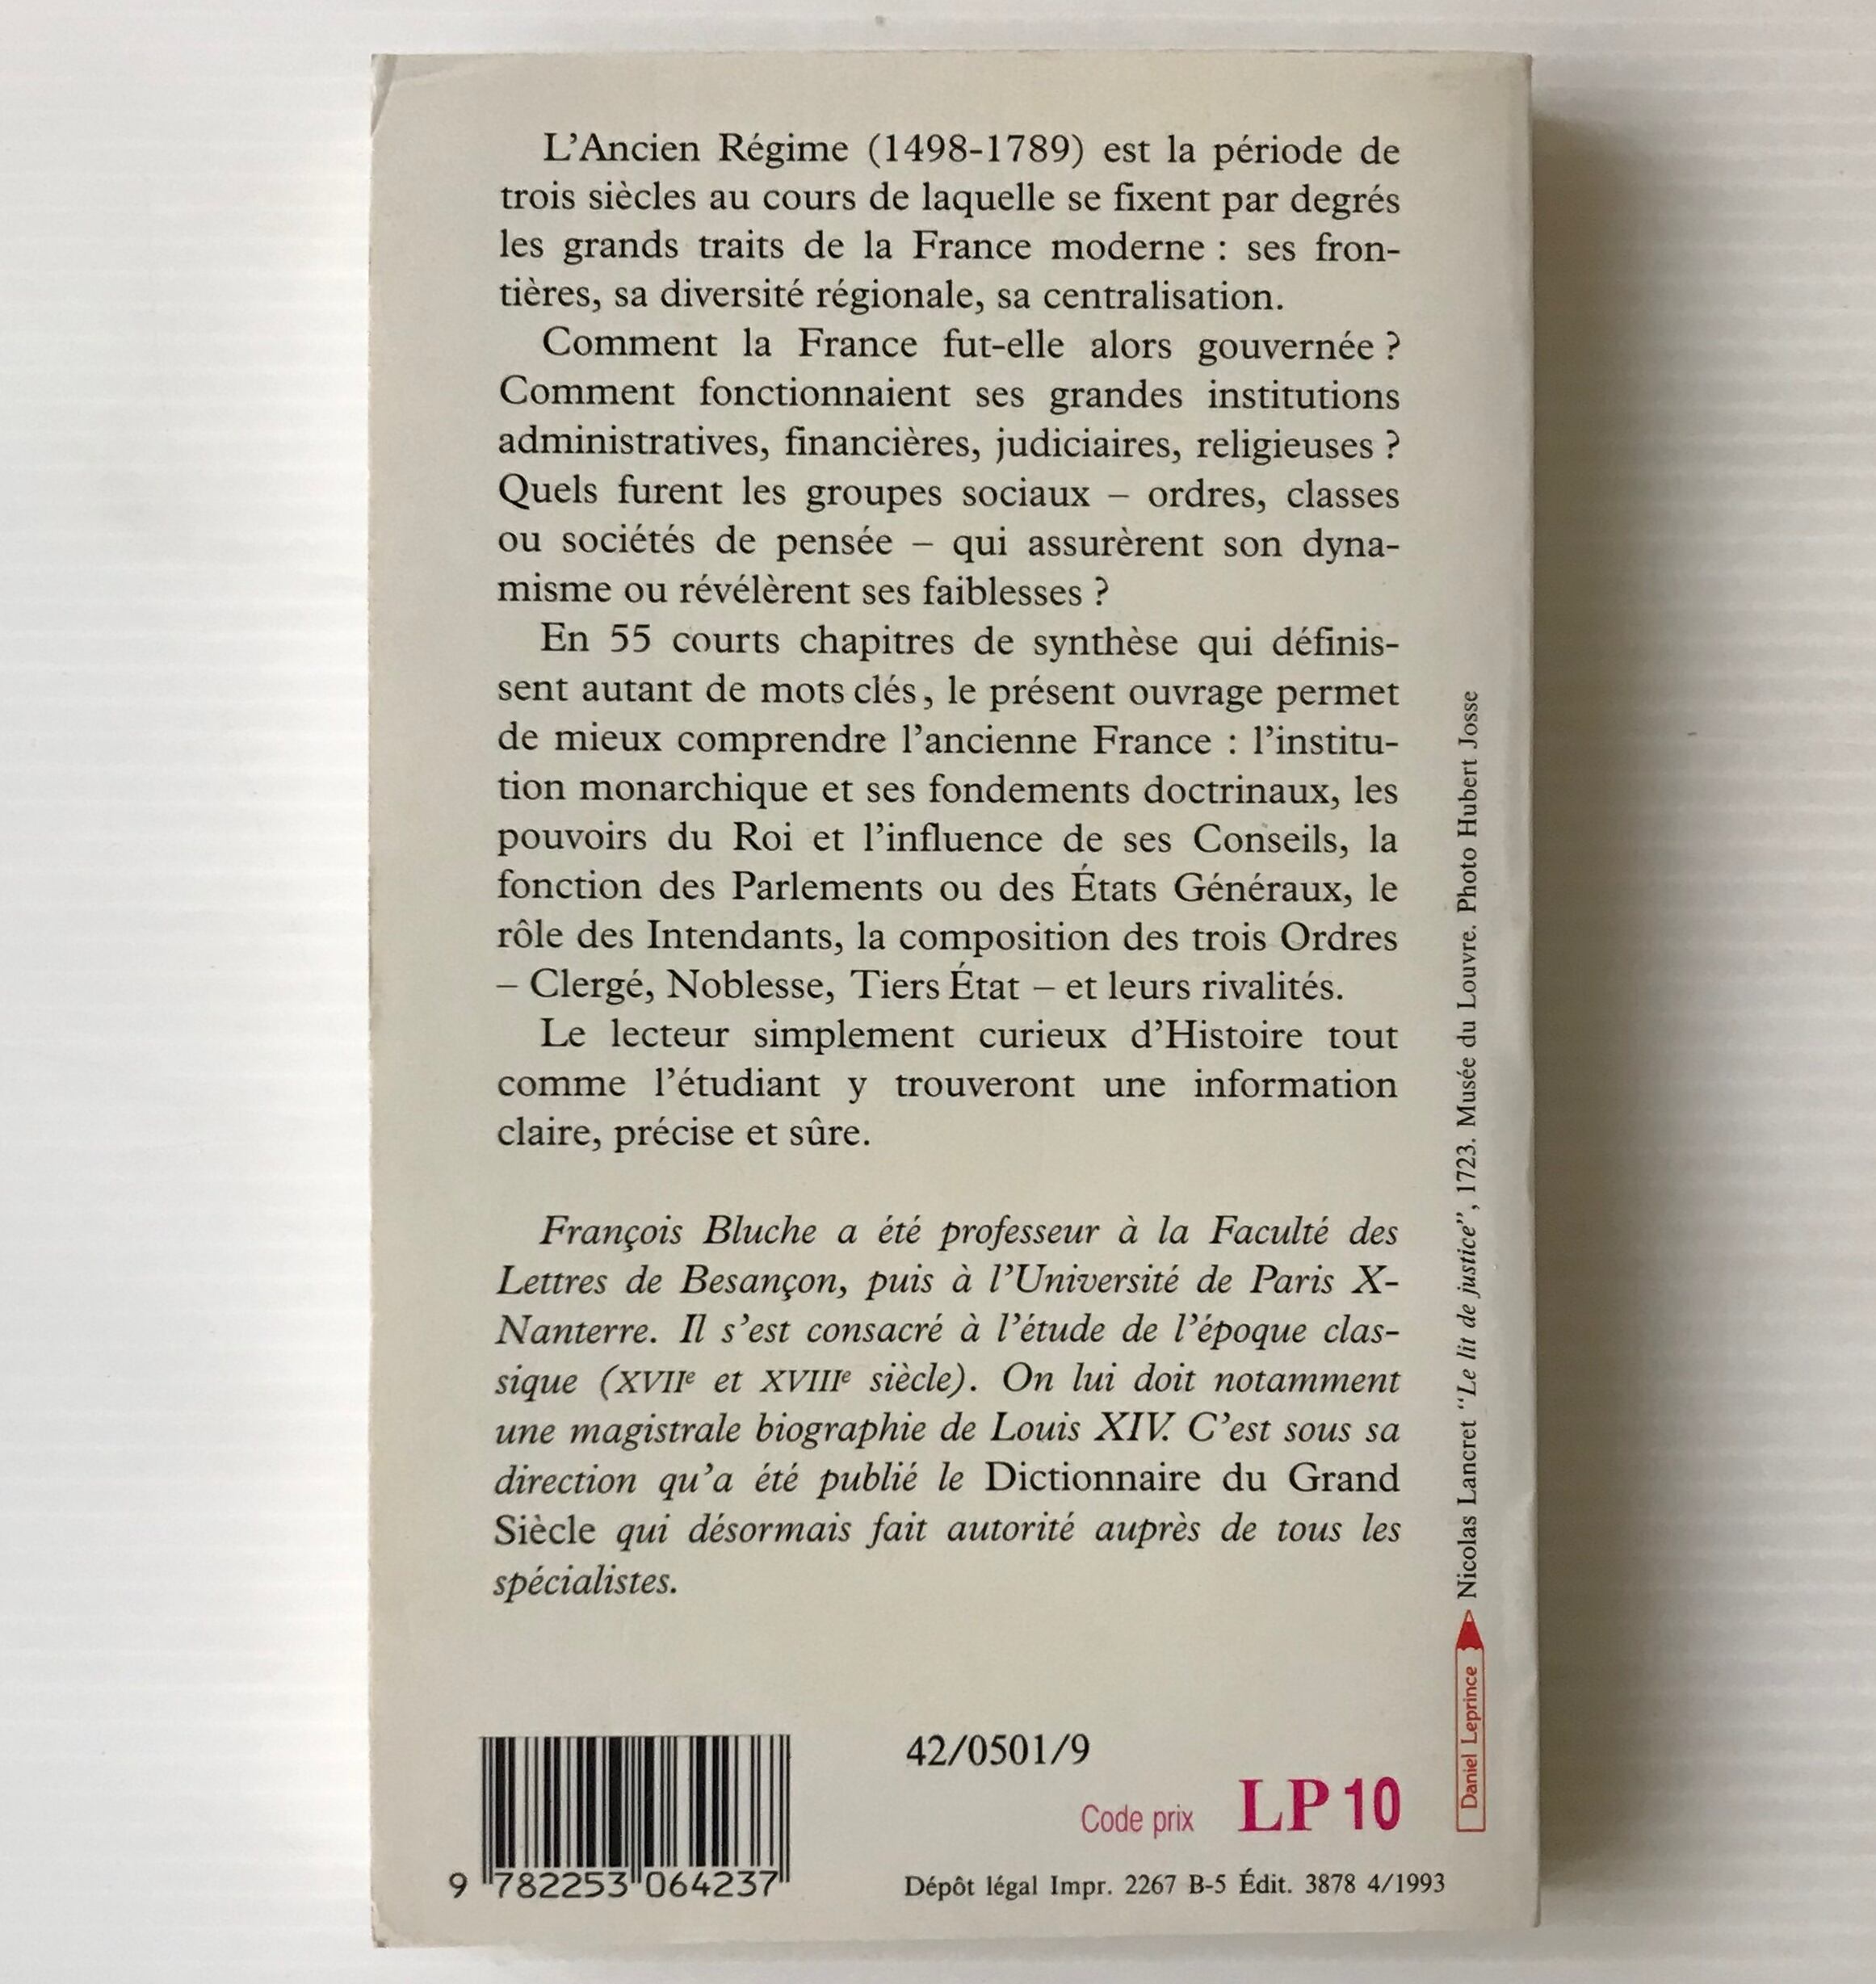 L’Ancien Régime (1498-1789) est la période de
trois siècles au cours de laquelle se fixent par degrés
les grands traits de la France moderne : ses fron-
tières, sa diversité régionale, sa centralisation.
Comment la France fut-elle alors gouvernée ?
Comment fonctionnaient ses grandes institutions
administratives, financières, judiciaires, religieuses ?
Quels furent les groupes sociaux – ordres, classes
ou sociétés de pensée – qui assurèrent son dyna-
misme ou révélèrent ses faiblesses ?
En 55 courts chapitres de synthèse qui définis-
sent autant de mots clés, le présent ouvrage permet
de mieux comprendre l’ancienne France : l’institu-
tion monarchique et ses fondements doctrinaux, les
pouvoirs du Roi et l’influence de ses Conseils, la
fonction des Parlements ou des États Généraux, le
rôle des Intendants, la composition des trois Ordres
– Clergé, Noblesse, Tiers État – et leurs rivalités.
Le lecteur simplement curieux d’Histoire tout
comme l’étudiant y trouveront une information
claire, précise et sûre.
François Bluche a été professeur à la Faculté des
Lettres de Besançon, puis à l’Université de Paris X-
Nanterre. Il s’est consacré à l’étude de l’époque clas-
sique (XVIIe et XVIIIe siècle). On lui doit notamment
une magistrale biographie de Louis XIV. C’est sous sa
direction qu’a été publié le Dictionnaire du Grand
Siècle qui désormais fait autorité auprès de tous les
spécialistes.
Daniel Leprince
Nicolas Lancret “Le lit de justice”, 1723. Musée du Louvre. Photo Hubert Josse
42/0501/9
Code prix LP 10
9 782253 064237
Dépôt légal Impr. 2267 B-5 Édit. 3878 4/1993